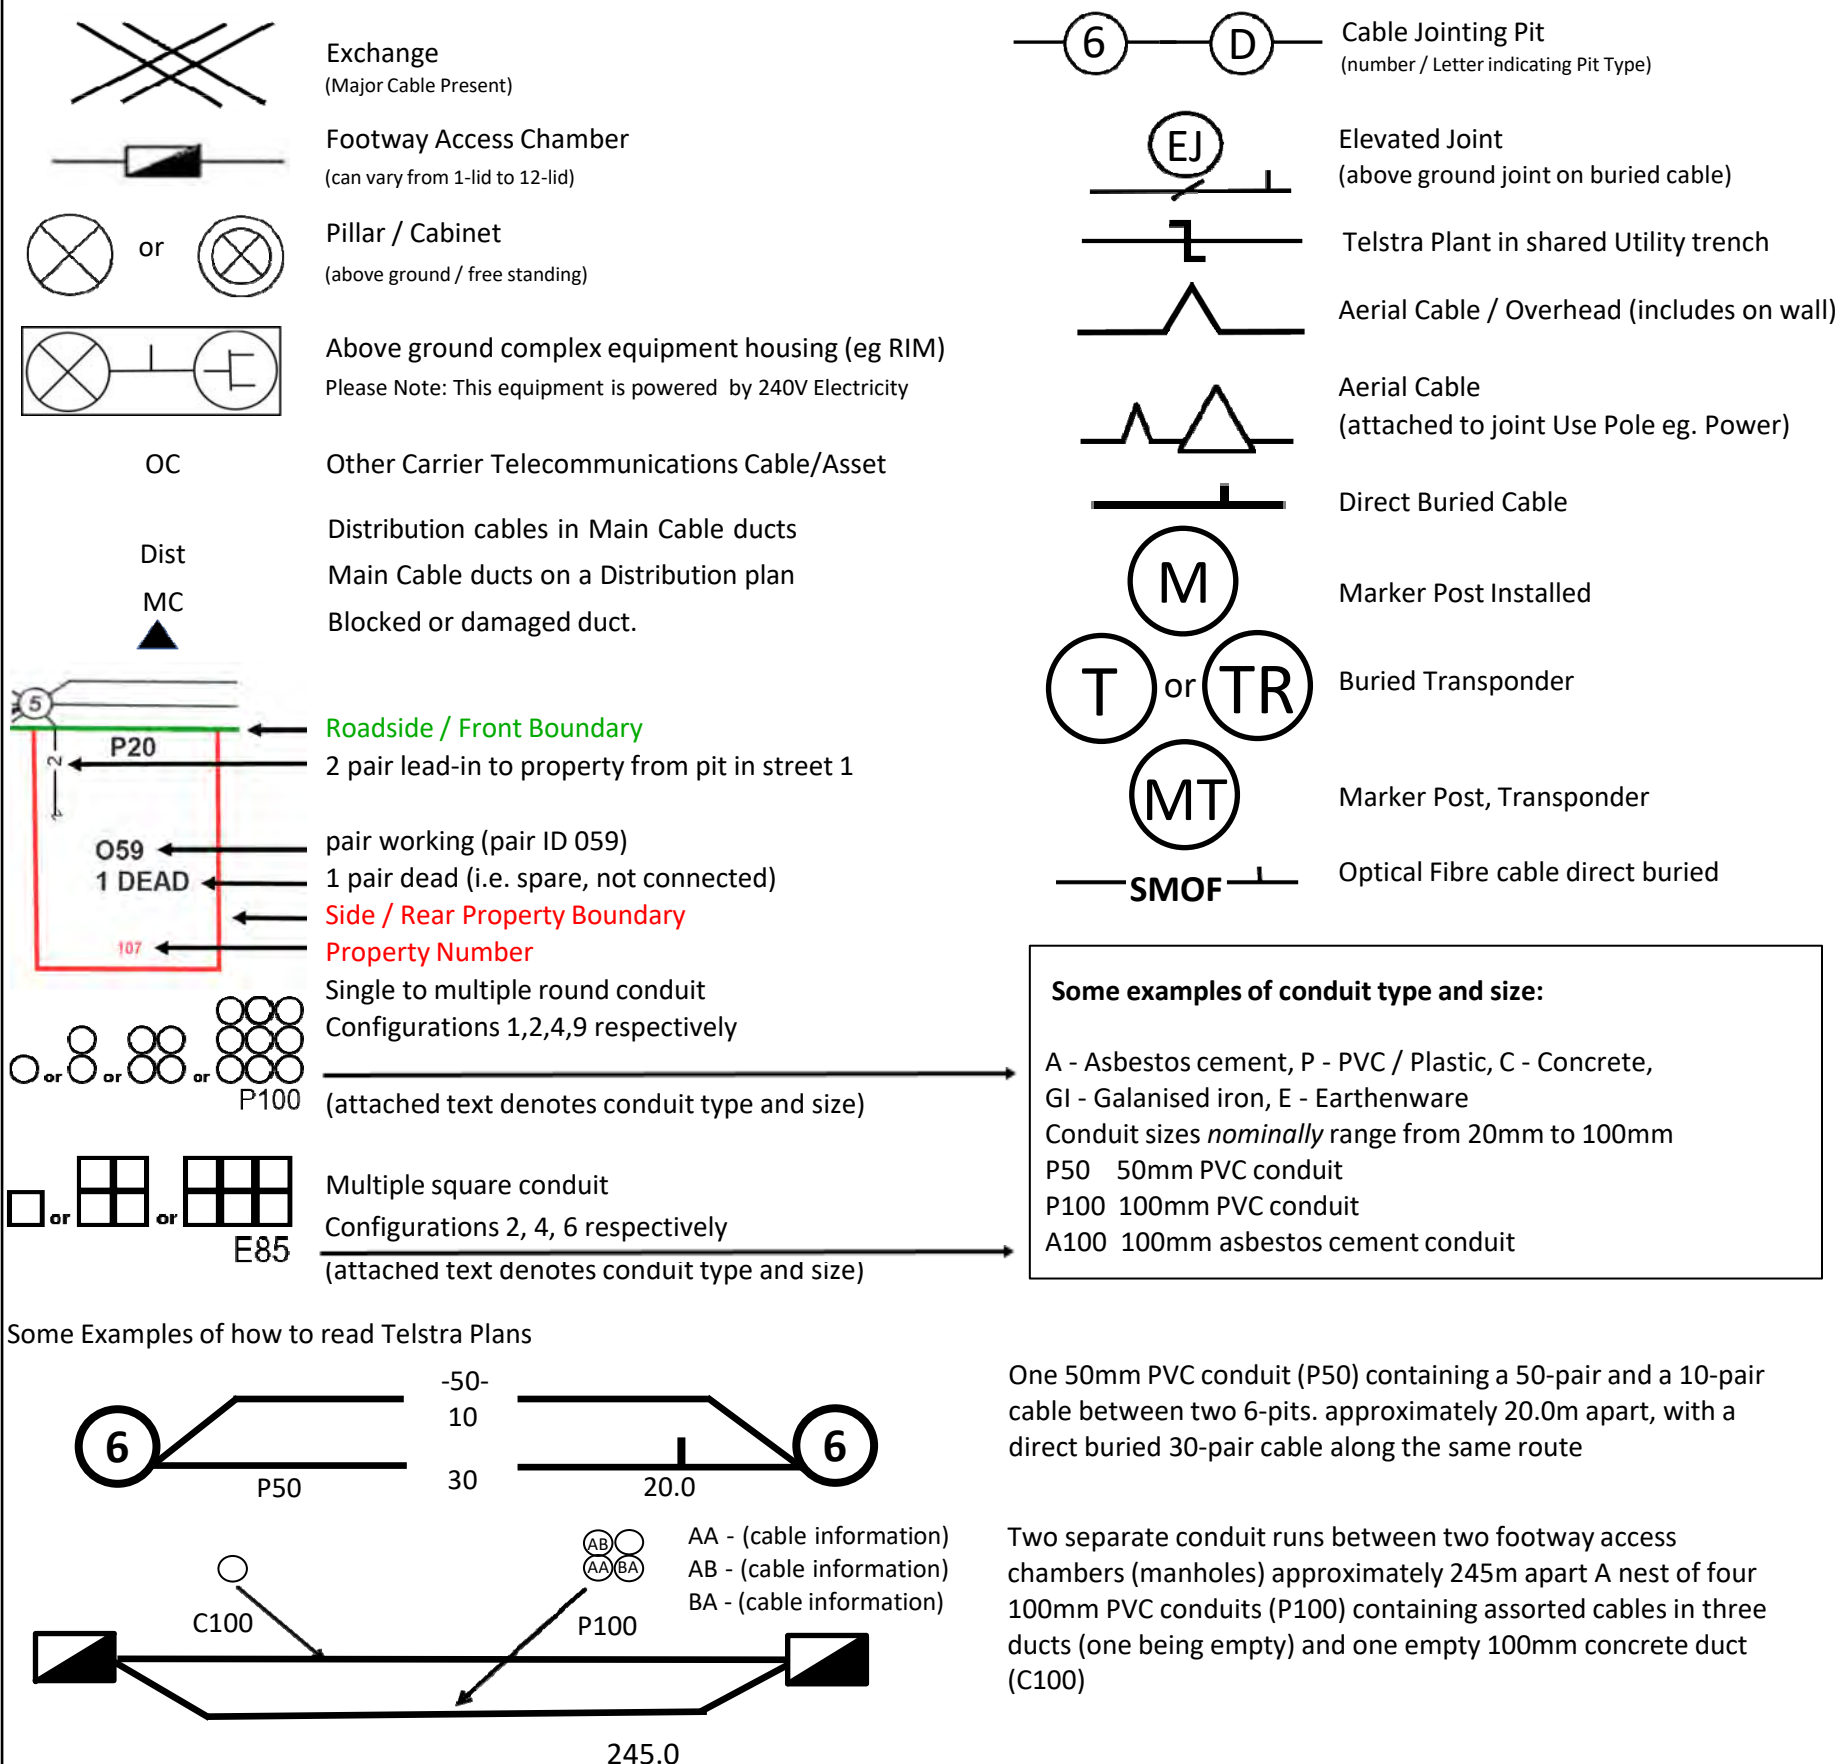 Exchange
(Major Cable Present)
Footway Access Chamber
(can vary from 1-lid to 12-lid)
or
Pillar / Cabinet
(above ground / free standing)
Above ground complex equipment housing (eg RIM)
Please Note: This equipment is powered by 240V Electricity
OC
Other Carrier Telecommunications Cable/Asset
Dist
Distribution cables in Main Cable ducts
MC
Main Cable ducts on a Distribution plan
Blocked or damaged duct.
5
P20
2
O59
1 DEAD
107
Roadside / Front Boundary
2 pair lead-in to property from pit in street 1
pair working (pair ID 059)
1 pair dead (i.e. spare, not connected)
Side / Rear Property Boundary
Property Number
Single to multiple round conduit
Configurations 1,2,4,9 respectively
or or or
P100
(attached text denotes conduit type and size)
or or
E85
Multiple square conduit
Configurations 2, 4, 6 respectively
(attached text denotes conduit type and size)
6 D
Cable Jointing Pit
(number / Letter indicating Pit Type)
EJ
Elevated Joint
(above ground joint on buried cable)
Telstra Plant in shared Utility trench
Aerial Cable / Overhead (includes on wall)
Aerial Cable
(attached to joint Use Pole eg. Power)
Direct Buried Cable
M
Marker Post Installed
T or TR
Buried Transponder
MT
Marker Post, Transponder
SMOF
Optical Fibre cable direct buried
Some examples of conduit type and size:
A - Asbestos cement, P - PVC / Plastic, C - Concrete,
GI - Galanised iron, E - Earthenware
Conduit sizes nominally range from 20mm to 100mm
P50 50mm PVC conduit
P100 100mm PVC conduit
A100 100mm asbestos cement conduit
Some Examples of how to read Telstra Plans
-50-
10
6
6
P50
30
20.0
One 50mm PVC conduit (P50) containing a 50-pair and a 10-pair
cable between two 6-pits. approximately 20.0m apart, with a
direct buried 30-pair cable along the same route
AB
AA BA
AA - (cable information)
AB - (cable information)
BA - (cable information)
C100
P100
245.0
Two separate conduit runs between two footway access
chambers (manholes) approximately 245m apart A nest of four
100mm PVC conduits (P100) containing assorted cables in three
ducts (one being empty) and one empty 100mm concrete duct
(C100)